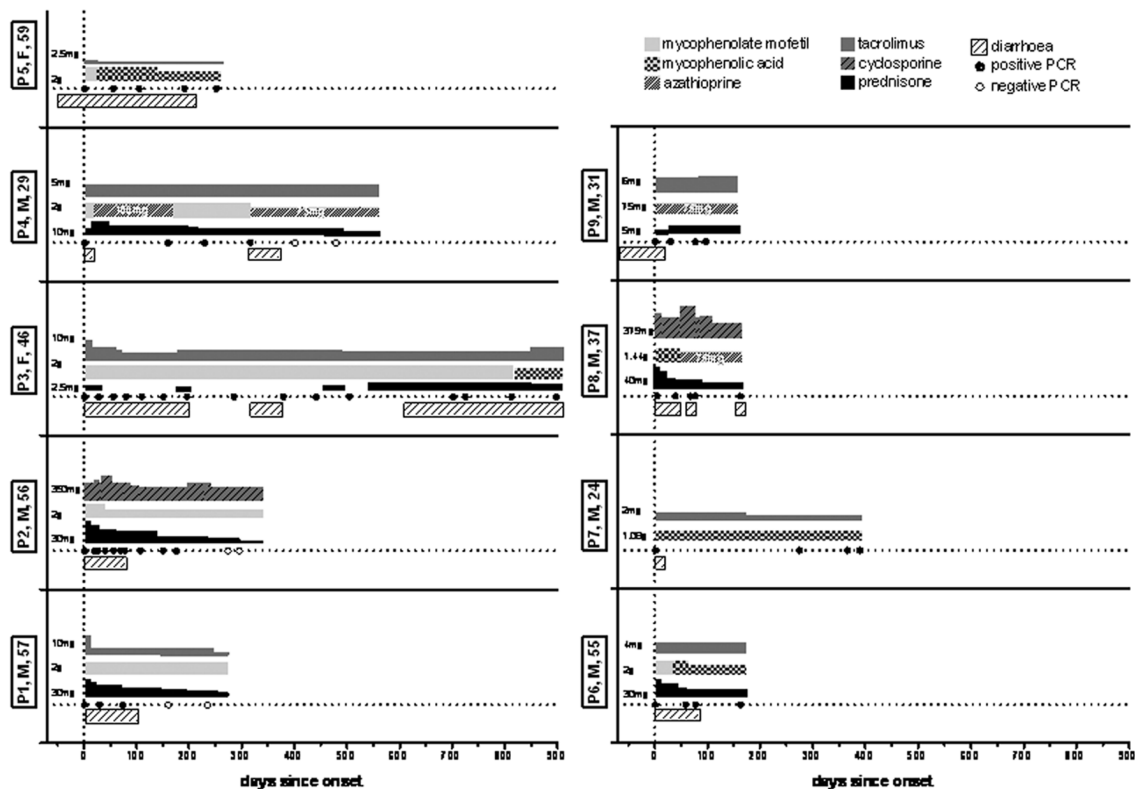 mycophenolate mofetil
mycophenolic acid
azathioprine
tacrolimus
cyclosporine
prednisone
diarrhoea
positive PCR
negative PCR
P5, F, 59
2.5mg
2g
P4, M, 29
5mg
2g
10mg
P3, F, 46
10mg
2g
2.5mg
P2, M, 56
350mg
2g
30mg
P1, M, 57
10mg
2g
30mg
0 100 200 300 400 500 600 700 800 900
days since onset
P9, M, 31
6mg
75mg
5mg
P8, M, 37
375mg
1.44
40mg
P7, M, 24
2mg
1.08g
P6, M, 55
4mg
2g
30mg
0 100 200 300 400 500 600 700 800 900
days since onset